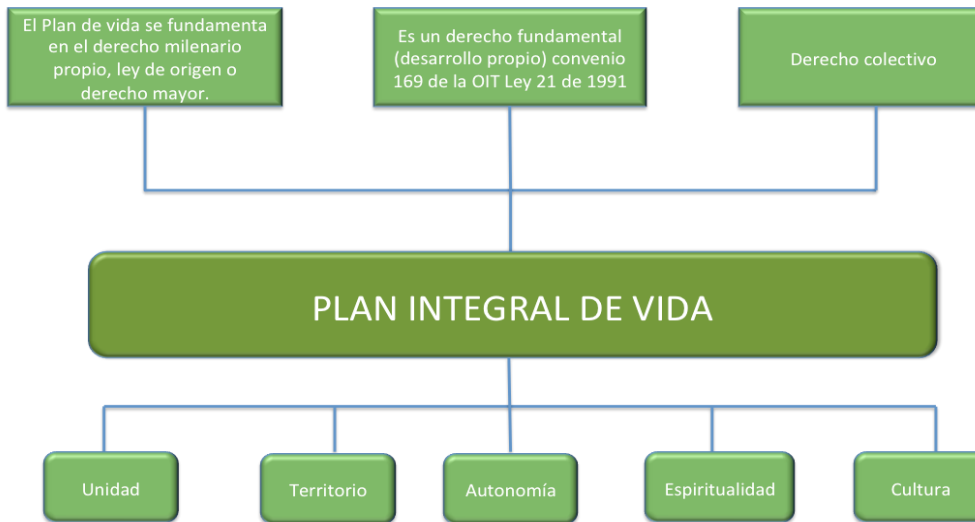 El Plan de vida se fundamenta
en el derecho milenario
propio, ley de origen o
derecho mayor.
Es un derecho fundamental
(desarrollo propio) convenio
169 de la OIT Ley 21 de 1991
Derecho colectivo
PLAN INTEGRAL DE VIDA
Unidad
Territorio
Autonomía
Espiritualidad
Cultura